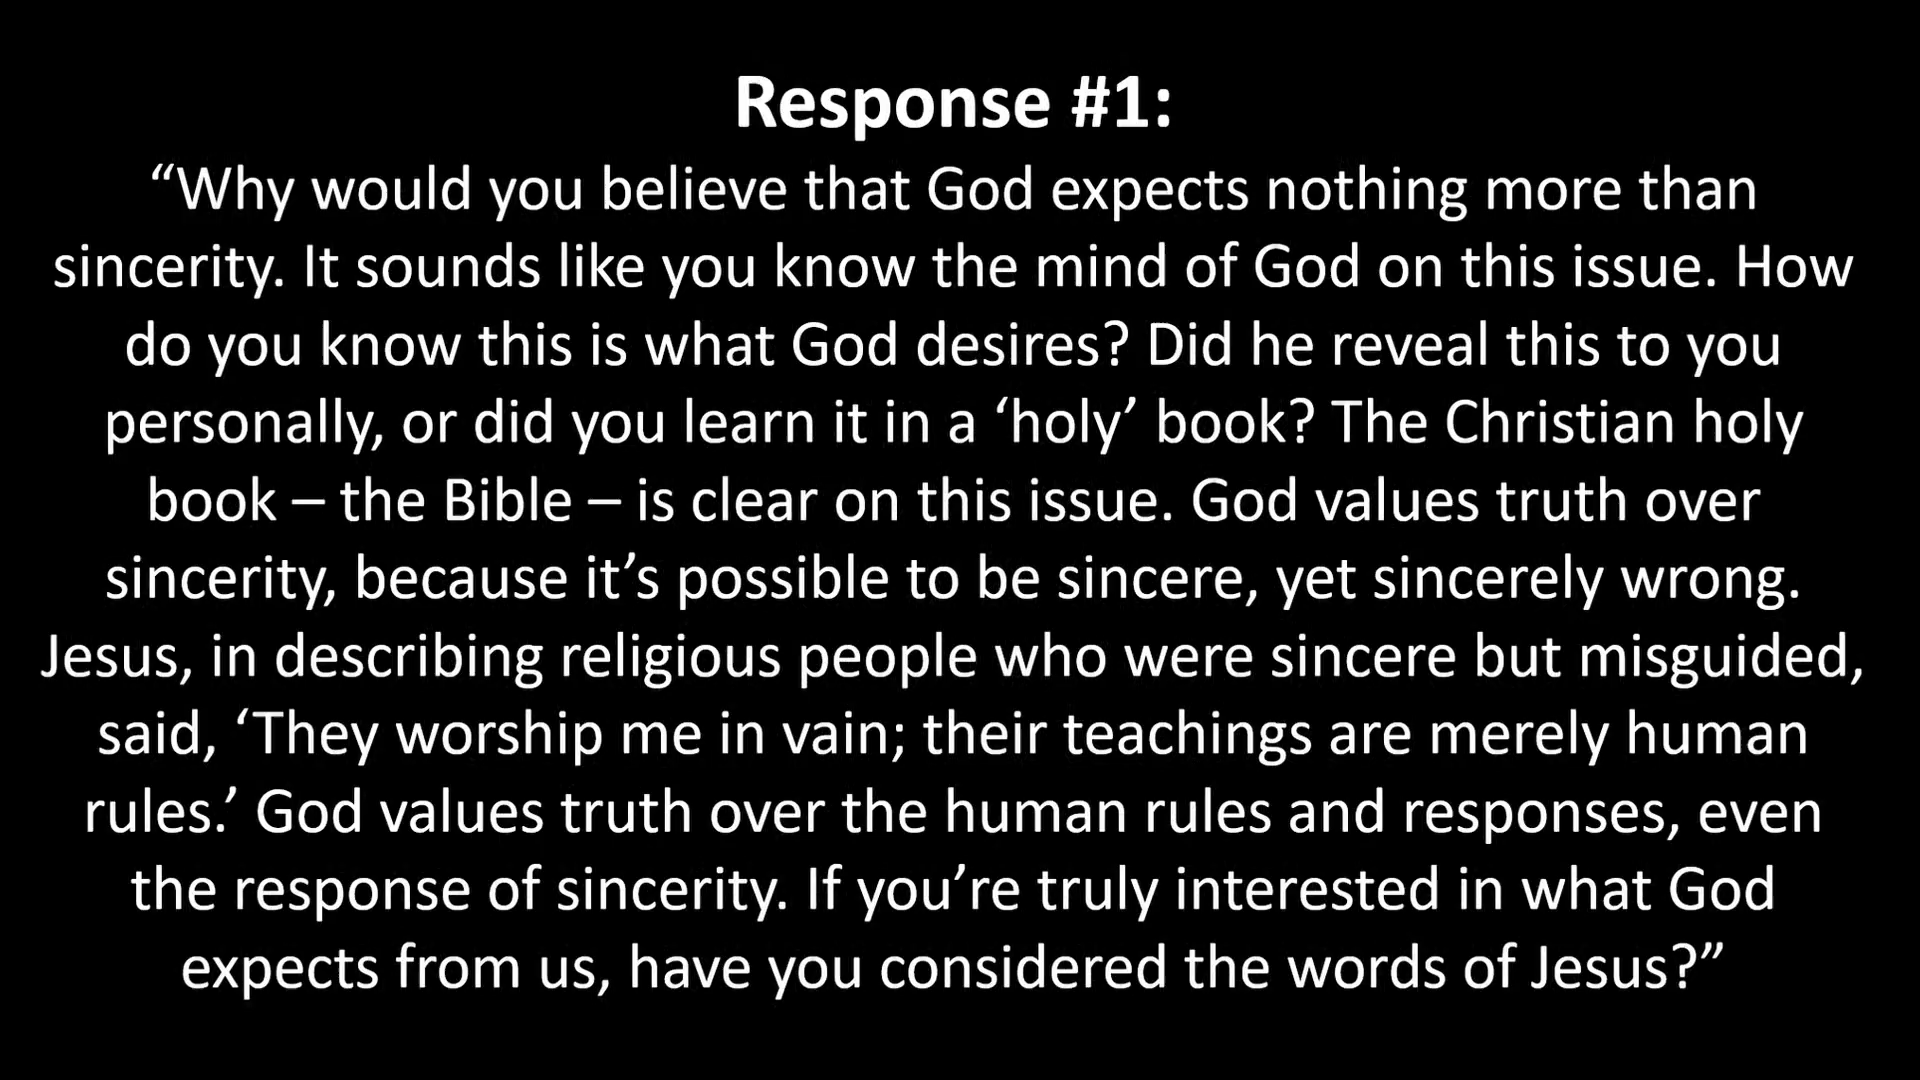 Response #1:
“Why would you believe that God expects nothing more than
sincerity. It sounds like you know the mind of God on this issue. How
do you know this is what God desires? Did he reveal this to you
personally, or did you learn it in a ‘holy’ book? The Christian holy
book – the Bible – is clear on this issue. God values truth over
sincerity, because it’s possible to be sincere, yet sincerely wrong.
Jesus, in describing religious people who were sincere but misguided,
said, ‘They worship me in vain; their teachings are merely human
rules.’ God values truth over the human rules and responses, even
the response of sincerity. If you’re truly interested in what God
expects from us, have you considered the words of Jesus?”